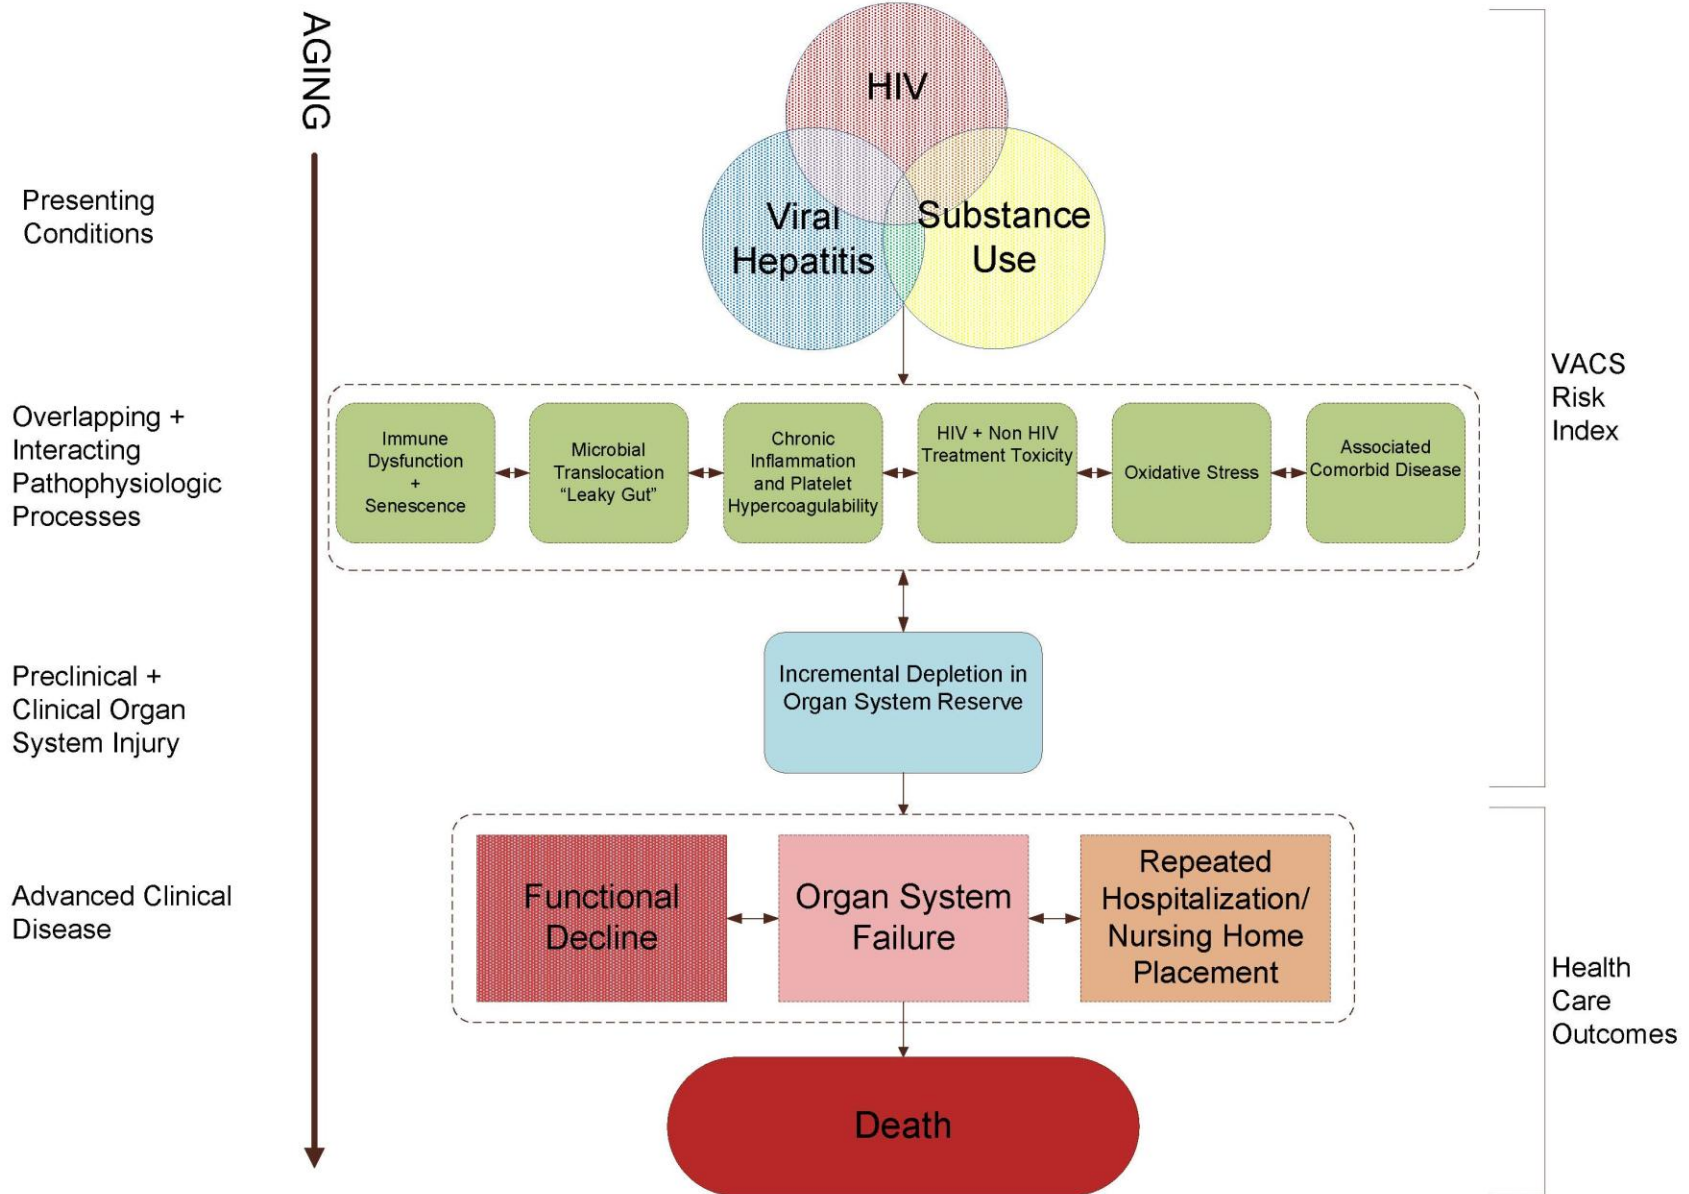 AGING
HIV
Viral
Hepatitis
Substance
Use
Presenting
Conditions
VACS
Risk
Index
Overlapping +
Interacting
Pathophysiologic
Processes
Immune
Dysfunction
+
Senescence
Microbial
Translocation
“Leaky Gut”
Chronic
Inflammation
and Platelet
Hypercoagulability
HIV + Non HIV
Treatment Toxicity
Oxidative Stress
Associated
Comorbid Disease
Preclinical +
Clinical Organ
System Injury
Incremental Depletion in
Organ System Reserve
Advanced Clinical
Disease
Functional
Decline
Organ System
Failure
Repeated
Hospitalization/
Nursing Home
Placement
Health
Care
Outcomes
Death